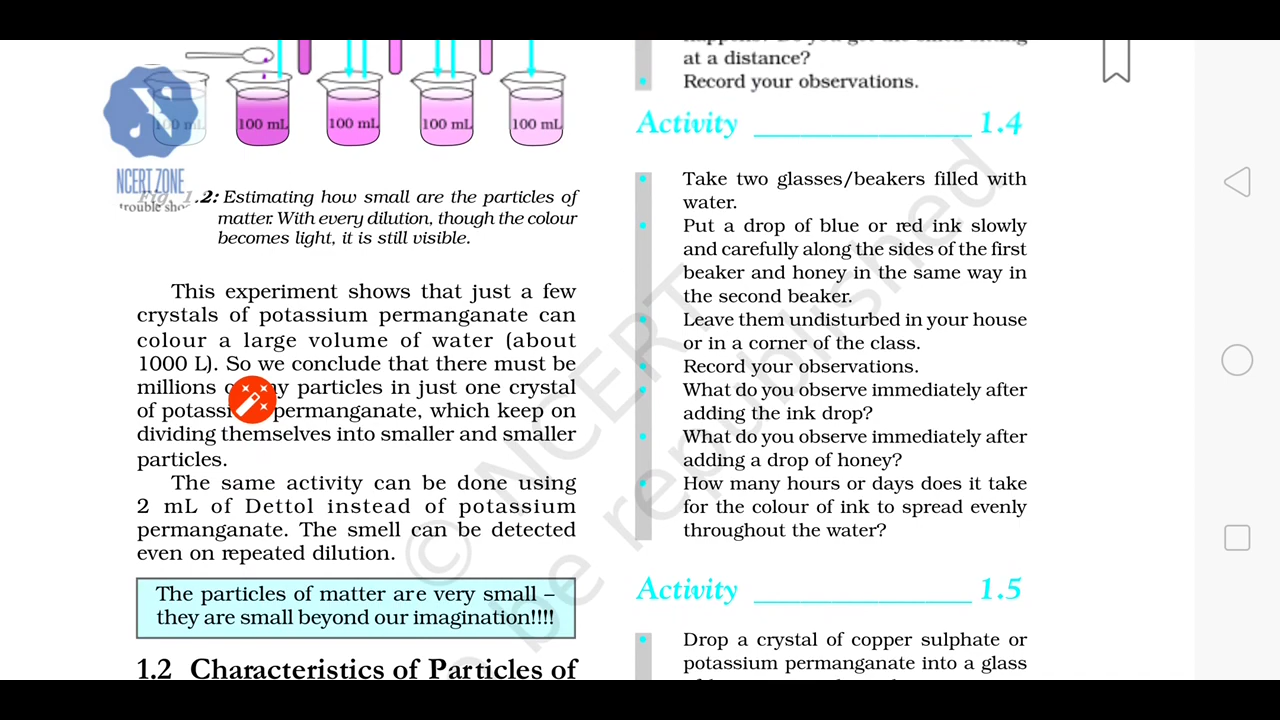 100 mL
100 mL
100 mL
100 mL
100 mL
NCERT ZONE
trouble sho
Fig. 1.2: Estimating how small are the particles of
matter. With every dilution, though the colour
becomes light, it is still visible.
This experiment shows that just a few
crystals of potassium permanganate can
colour a large volume of water (about
1000 L). So we conclude that there must be
millions particles in just one crystal
of permanganate, which keep on
dividing themselves into smaller and smaller
particles.
The same activity can be done using
2 mL of Dettol instead of potassium
permanganate. The smell can be detected
even on repeated dilution.
The particles of matter are very small –
they are small beyond our imagination!!!!
1.2 Characteristics of Particles of
at a distance?
Record your observations.
Activity ________________ 1.4
Take two glasses/beakers filled with
water.
Put a drop of blue or red ink slowly
and carefully along the sides of the first
beaker and honey in the same way in
the second beaker.
Leave them undisturbed in your house
or in a corner of the class.
Record your observations.
What do you observe immediately after
adding the ink drop?
What do you observe immediately after
adding a drop of honey?
How many hours or days does it take
for the colour of ink to spread evenly
throughout the water?
Activity ________________ 1.5
Drop a crystal of copper sulphate or
potassium permanganate into a glass
© NCERT
be republished